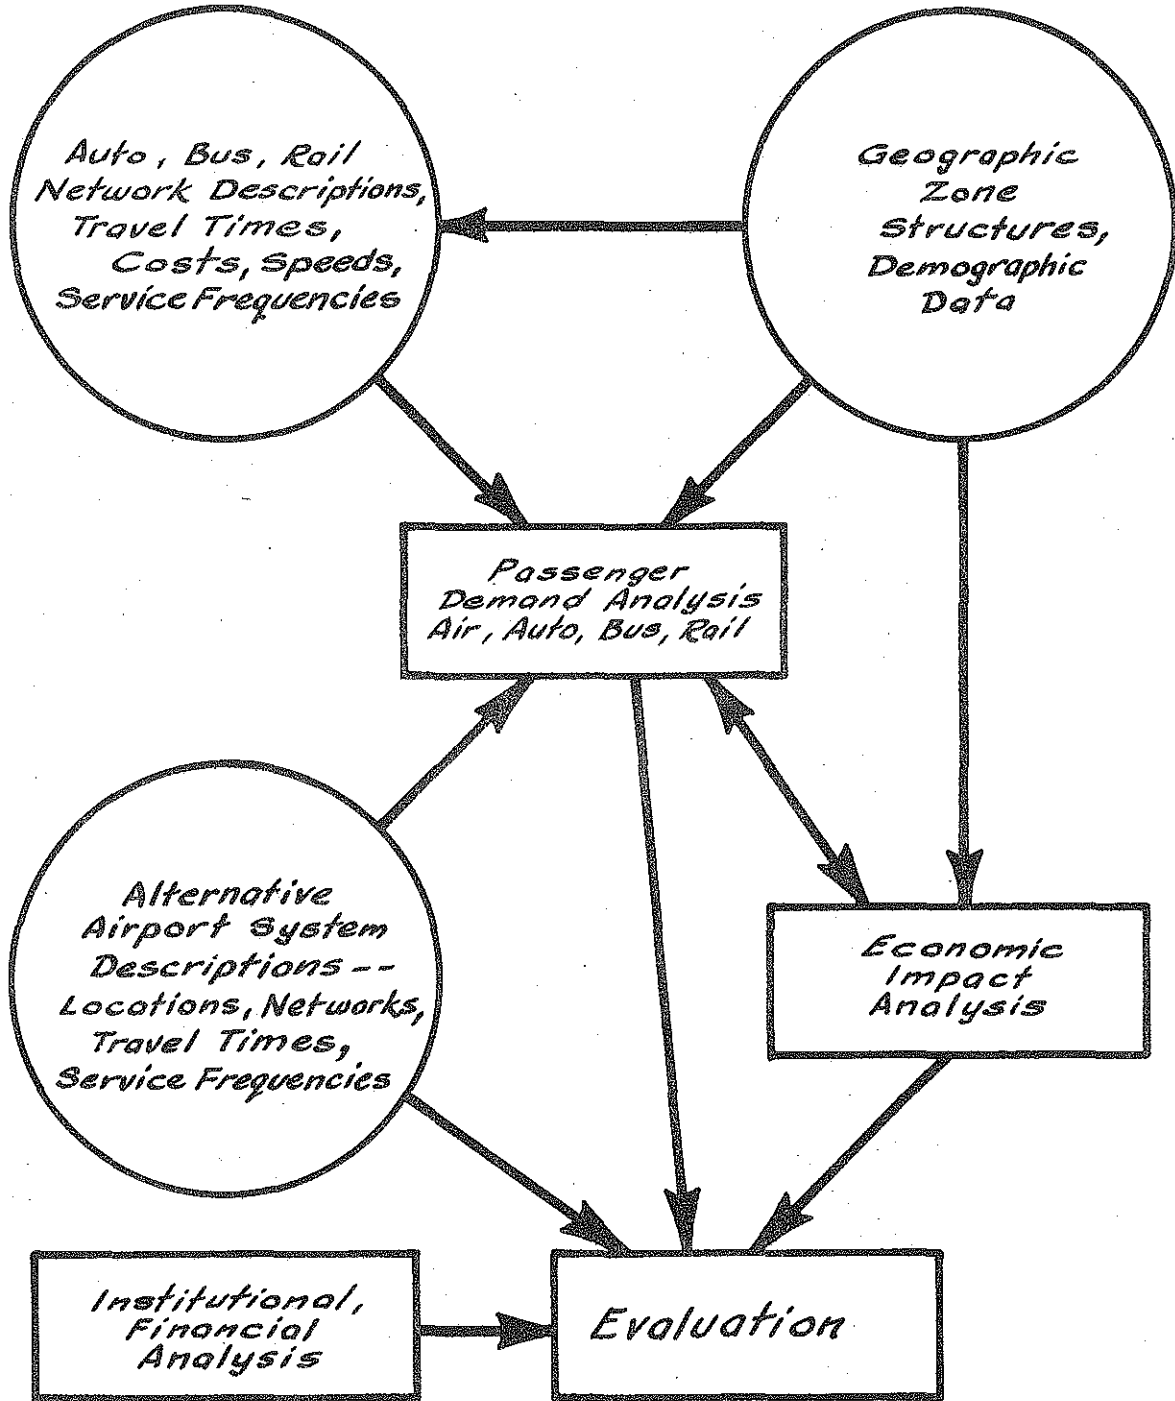 Auto, Bus, Rail
Network Descriptions,
Travel Times,
Costs, Speeds,
Service Frequencies
Geographic
Zone
Structures,
Demographic
Data
Passenger
Demand Analysis
Air, Auto, Bus, Rail
Alternative
Airport System
Descriptions --
Locations, Networks,
Travel Times,
Service Frequencies
Economic
Impact
Analysis
Institutional,
Financial
Analysis
Evaluation